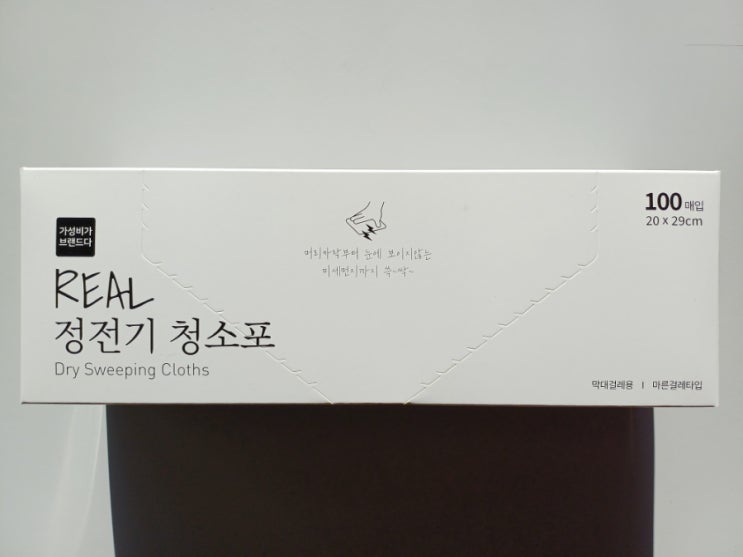 가성비가
브랜드다
REAL
정전기 청소포
Dry Sweeping Cloths
머리카락부터 눈에 보이지않는
미세먼지까지 쓱~싹~
100 매입
20 x 29cm
막대걸레용 | 마른걸레타입